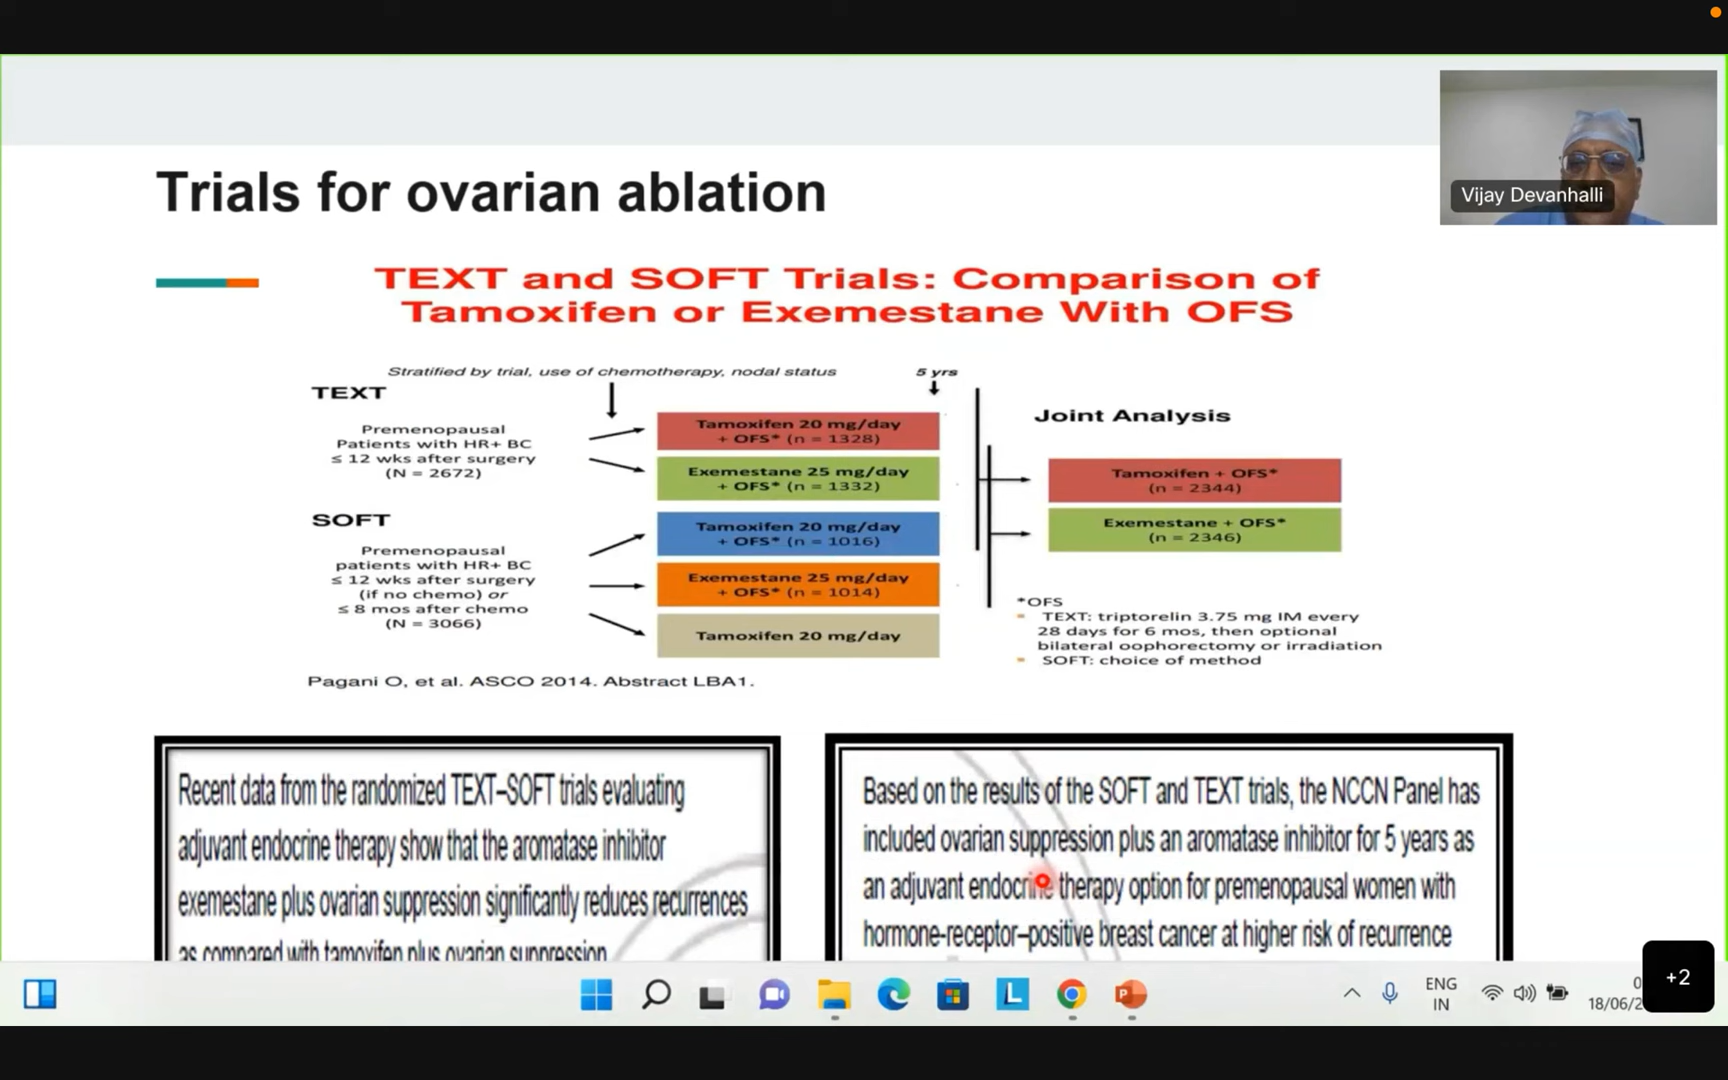 Vijay Devanhalli
Trials for ovarian ablation
TEXT and SOFT Trials: Comparison of
Tamoxifen or Exemestane With OFS
Stratified by trial, use of chemotherapy, nodal status
5 yrs
TEXT
Premenopausal
Patients with HR+ BC
≤ 12 wks after surgery
(N = 2672)
Tamoxifen 20 mg/day
+ OFS* (n = 1328)
Exemestane 25 mg/day
+ OFS* (n = 1332)
SOFT
Premenopausal
patients with HR+ BC
≤ 12 wks after surgery
(if no chemo) or
≤ 8 mos after chemo
(N = 3066)
Tamoxifen 20 mg/day
+ OFS* (n = 1016)
Exemestane 25 mg/day
+ OFS* (n = 1014)
Tamoxifen 20 mg/day
Joint Analysis
Tamoxifen + OFS*
(n = 2344)
Exemestane + OFS*
(n = 2346)
*OFS
TEXT: triptorelin 3.75 mg IM every
28 days for 6 mos, then optional
bilateral oophorectomy or irradiation
SOFT: choice of method
Pagani O, et al. ASCO 2014. Abstract LBA1.
Recent data from the randomized TEXT–SOFT trials evaluating
adjuvant endocrine therapy show that the aromatase inhibitor
exemestane plus ovarian suppression significantly reduces recurrences
as compared with tamoxifen plus ovarian suppression
Based on the results of the SOFT and TEXT trials, the NCCN Panel has
included ovarian suppression plus an aromatase inhibitor for 5 years as
an adjuvant endocrine therapy option for premenopausal women with
hormone-receptor–positive breast cancer at higher risk of recurrence
ENG
IN
0
18/06/2
+2